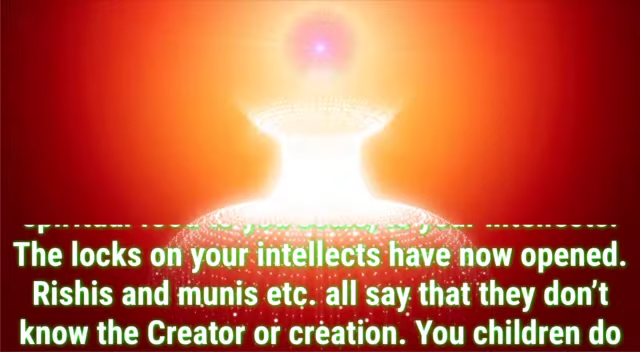 The locks on your intellects have now opened.
Rishis and munis etc. all say that they don't
know the Creator or creation. You children do